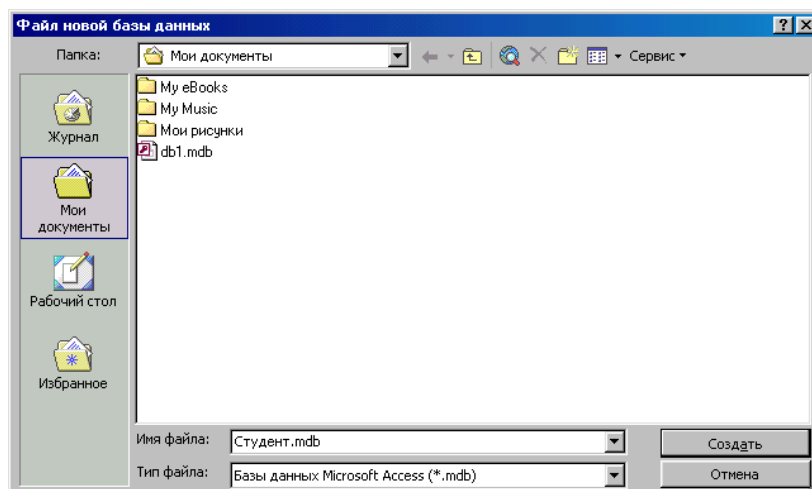 Файл новой базы данных
Папка:
Мои документы
Сервис
Журнал
Мои документы
Рабочий стол
Избранное
My eBooks
My Music
Мои рисунки
db1.mdb
Имя файла:
Студент.mdb
Создать
Тип файла:
Базы данных Microsoft Access (*.mdb)
Отмена